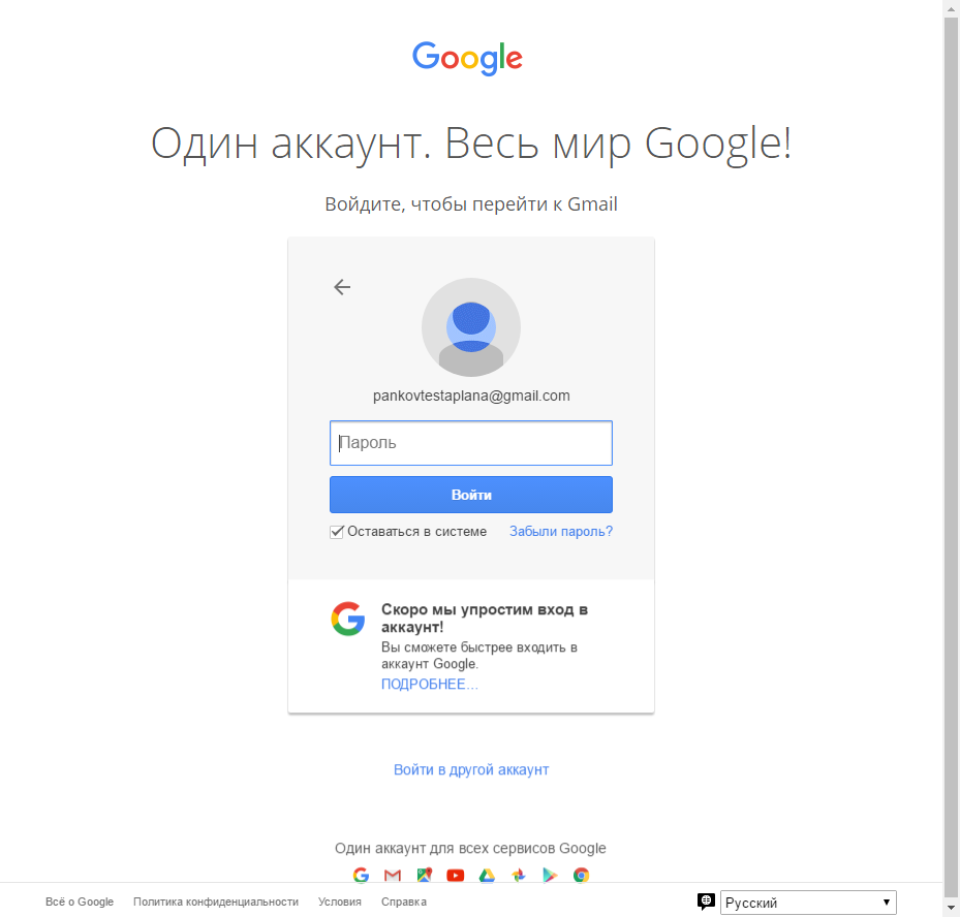 Google
Один аккаунт. Весь мир Google!
Войдите, чтобы перейти к Gmail
pankovtestaplana@gmail.com
Пароль
Войти
Оставаться в системе Забыли пароль?
Скоро мы упростим вход в
аккаунт!
Вы сможете быстрее входить в
аккаунт Google.
ПОДРОБНЕЕ...
Войти в другой аккаунт
Один аккаунт для всех сервисов Google
Всё о Google Политика конфиденциальности Условия Справка Русский